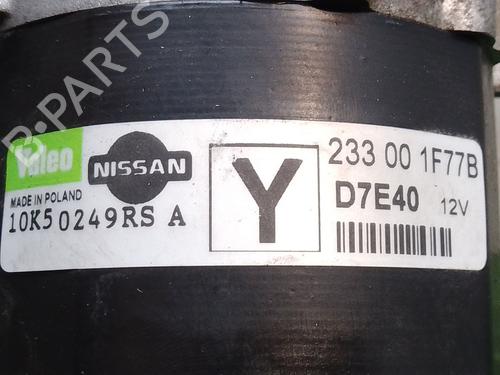 B-PARTS
Valeo
NISSAN
MADE IN POLAND
10K50249RS A
Y
233 00 1F77B
D7E40 12V